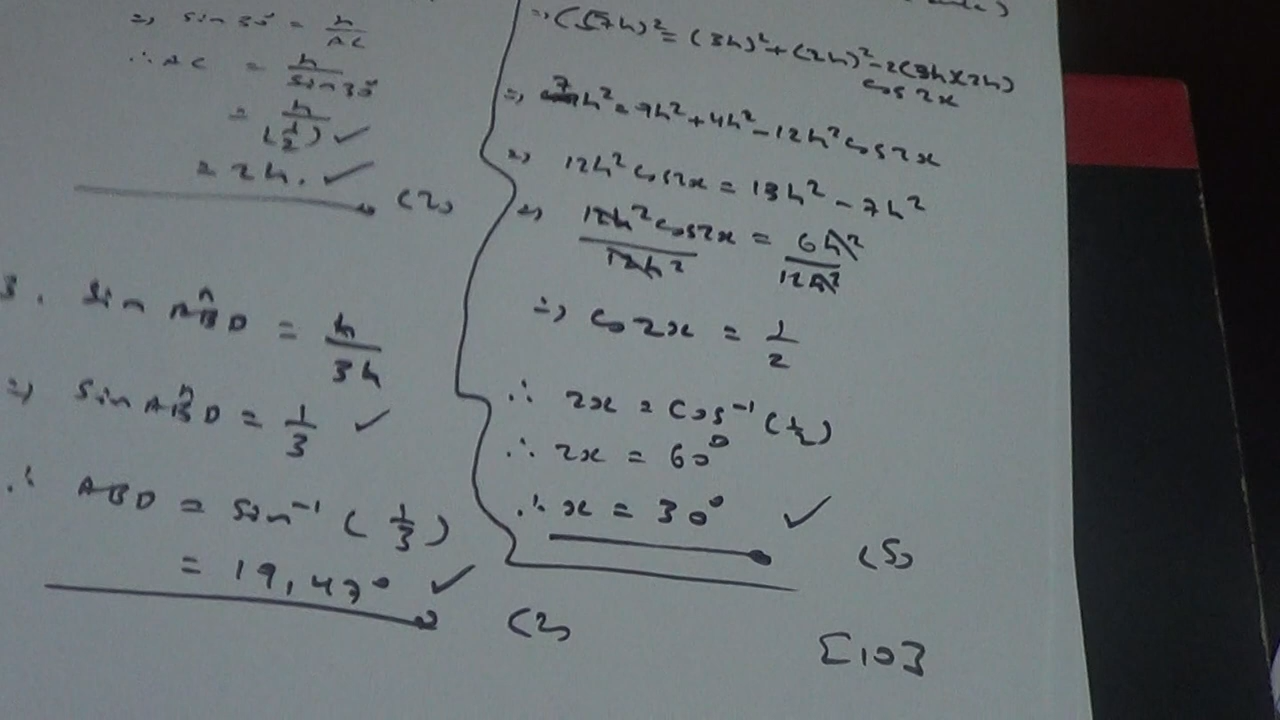 ⇒ sin 30° = h/AC
∴ AC = h/sin 30°
= h/(1/2) ✓
= 2h. ✓
(2)
3. sin AB̂D = h/3h
⇒ sin AB̂D = 1/3 ✓
∴ ABD = sin⁻¹(1/3)
= 19,47° ✓
(2)
⇒ (√7h)² = (3h)² + (2h)² - 2(3h)(2h)
cos 2x
⇒ 7h² = 9h² + 4h² - 12h² cos 2x
⇒ 12h² cos 2x = 13h² - 7h²
⇒ 12h² cos 2x/12h² = 6h²/12h²
⇒ cos 2x = 1/2
∴ 2x = cos⁻¹(1/2)
∴ 2x = 60°
∴ x = 30° ✓
(5)
[10]